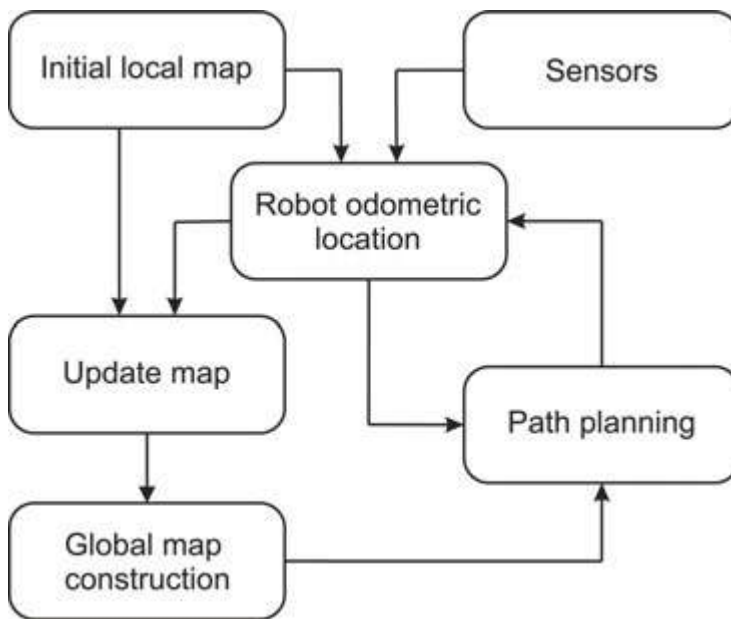 Initial local map
Sensors
Robot odometric
location
Update map
Path planning
Global map
construction